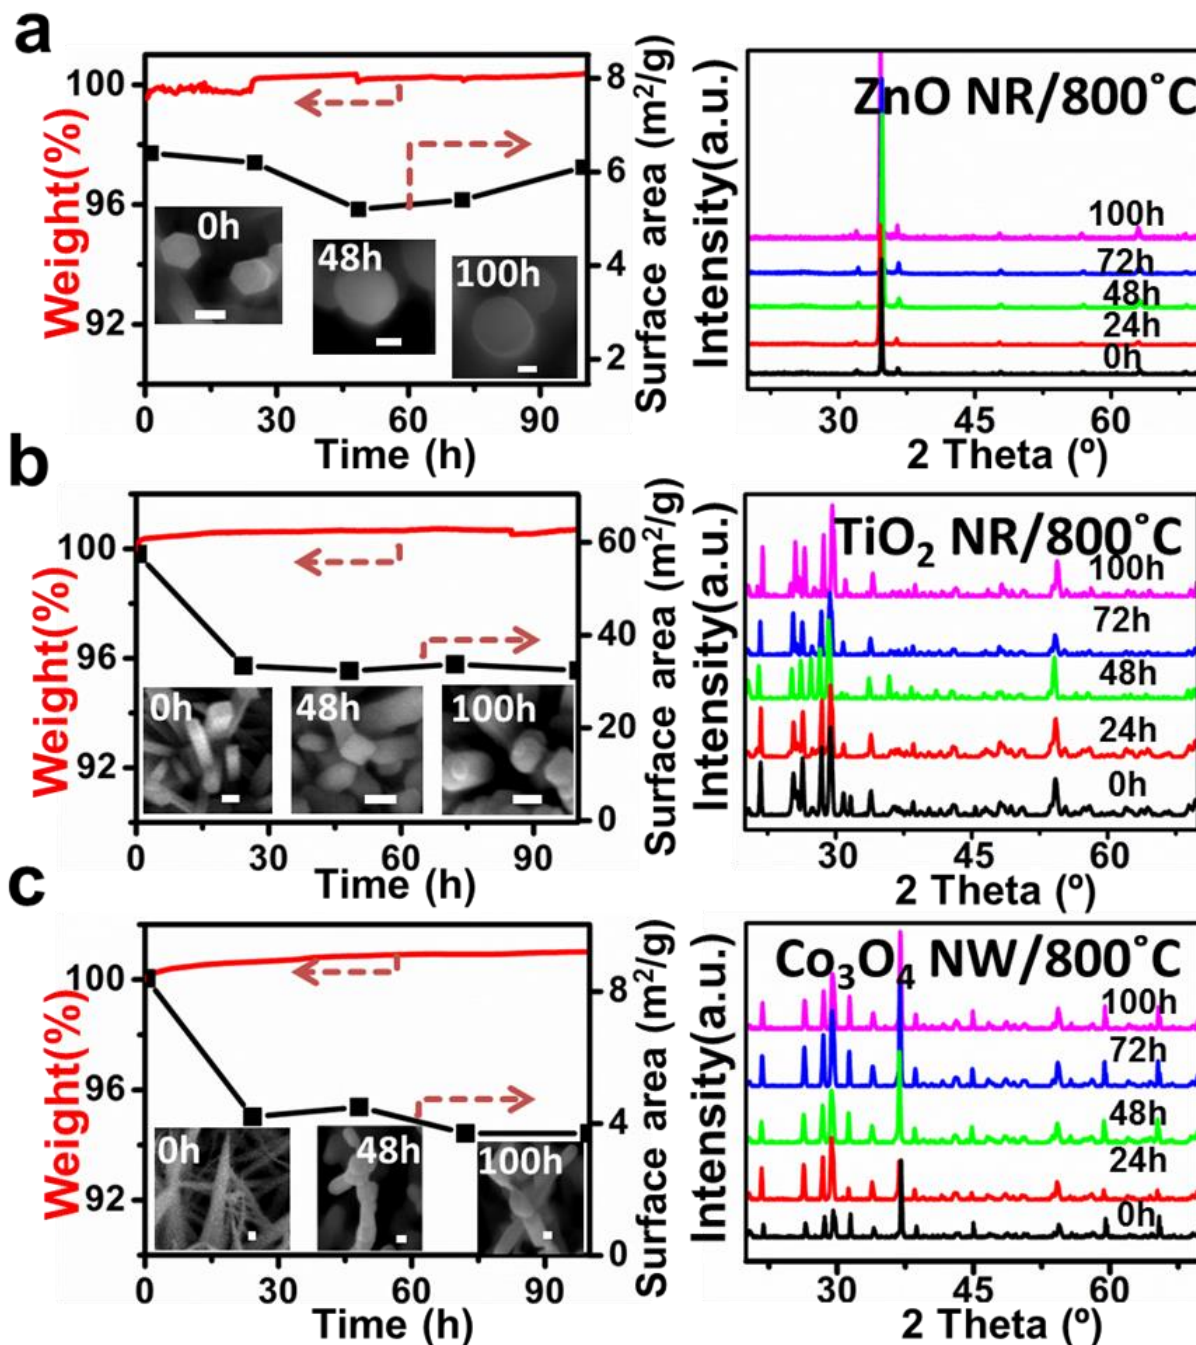 a
Weight(%)
100
96
92
0h
48h
100h
8
6
4
2
Surface area (m²/g)
0
30
60
90
Time (h)
Intensity(a.u.)
ZnO NR/800°C
100h
72h
48h
24h
0h
30
45
60
2 Theta (º)
b
Weight(%)
100
96
92
0h
48h
100h
60
40
20
0
Surface area (m²/g)
0
30
60
90
Time (h)
Intensity(a.u.)
TiO₂ NR/800°C
100h
72h
48h
24h
0h
30
45
60
2 Theta (º)
c
Weight(%)
100
96
92
0h
48h
100h
8
4
0
Surface area (m²/g)
0
30
60
90
Time (h)
Intensity(a.u.)
Co₃O₄ NW/800°C
100h
72h
48h
24h
0h
30
45
60
2 Theta (º)